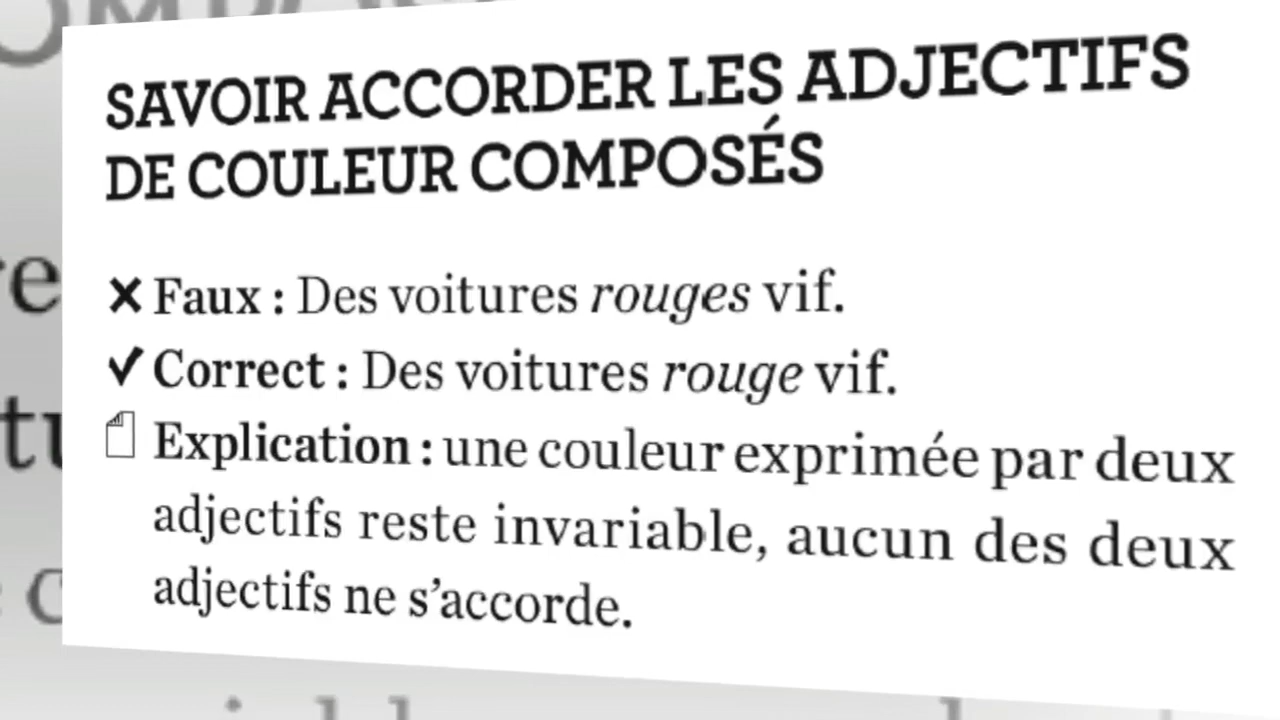 SAVOIR ACCORDER LES ADJECTIFS
DE COULEUR COMPOSÉS
✗ Faux : Des voitures rouges vif.
✓ Correct : Des voitures rouge vif.
Explication : une couleur exprimée par deux
adjectifs reste invariable, aucun des deux
adjectifs ne s’accorde.